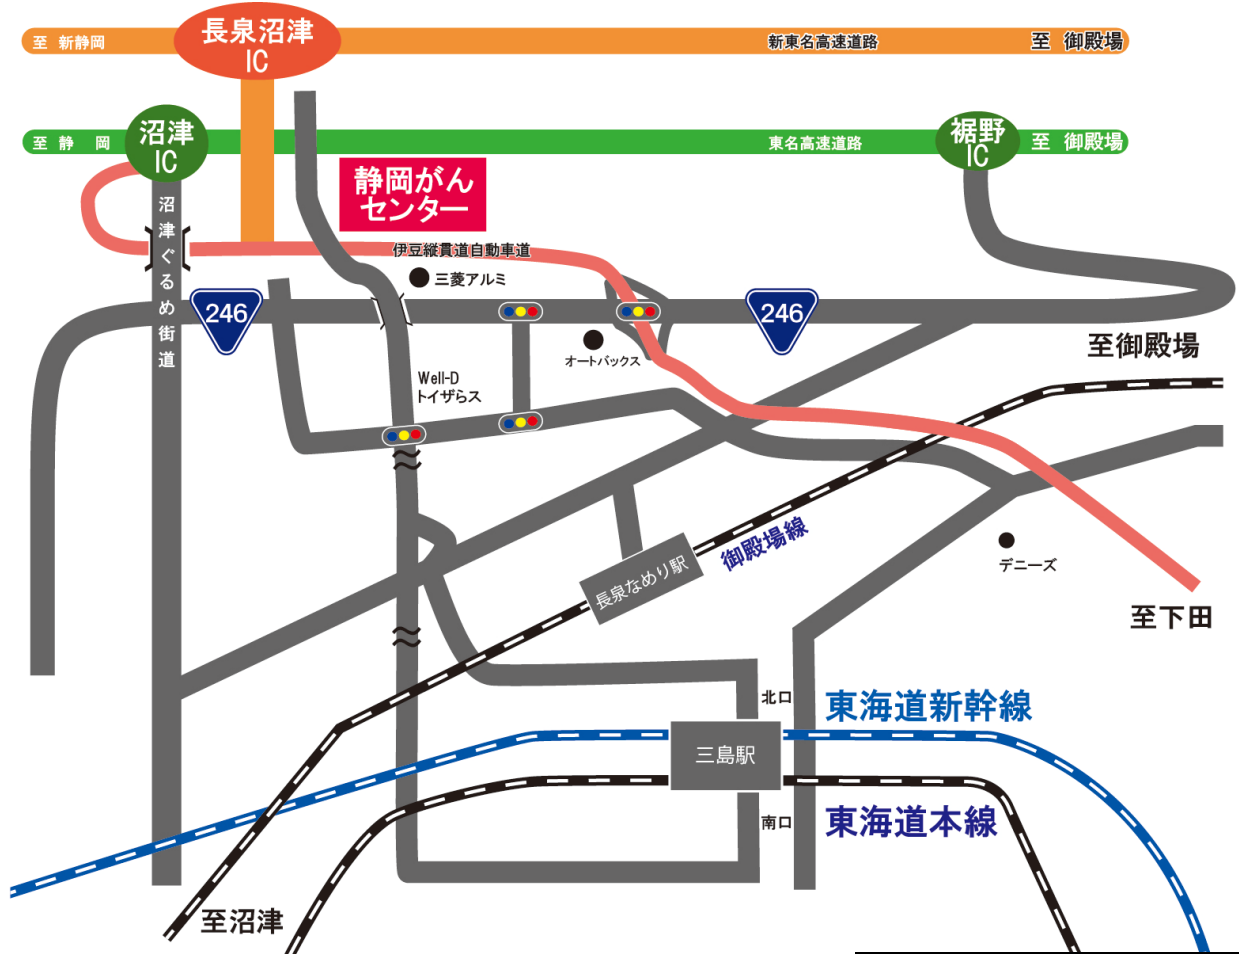 至 新静岡
長泉沼津
IC
新東名高速道路
至 御殿場
至 静 岡
沼津
IC
東名高速道路
裾野
IC
至 御殿場
静岡がん
センター
沼津ぐるめ街道
伊豆縦貫道自動車道
三菱アルミ
246
246
オートバックス
至御殿場
Well-D
トイザらス
御殿場線
長泉なめり駅
デニーズ
至下田
北口
東海道新幹線
三島駅
南口
東海道本線
至沼津